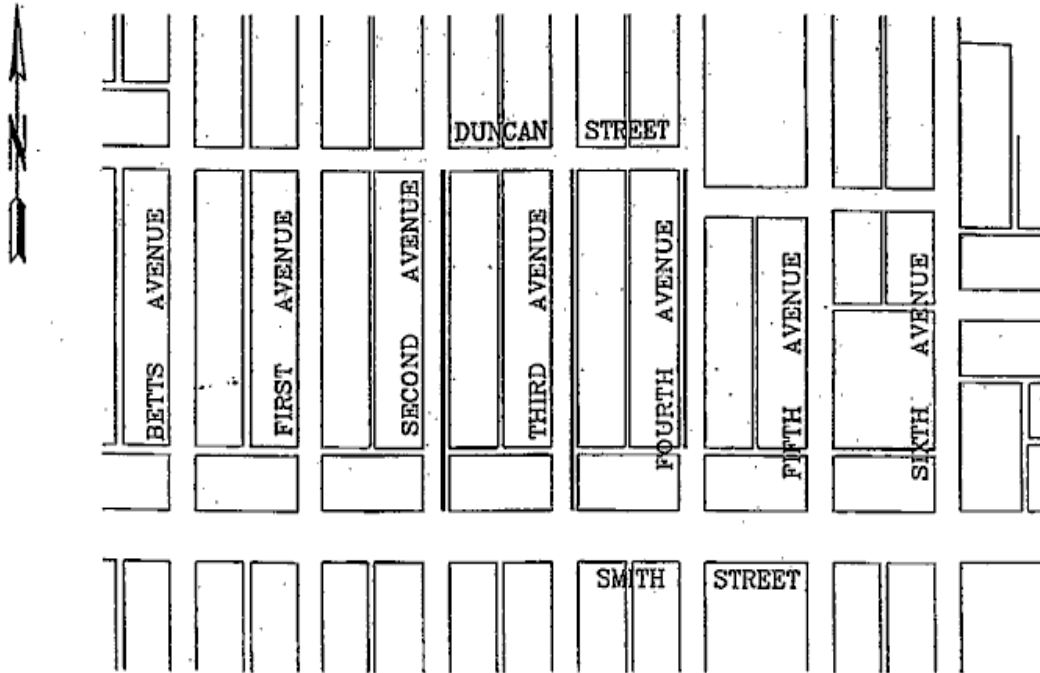 N
DUNCAN STREET
BETTS AVENUE
FIRST AVENUE
SECOND AVENUE
THIRD AVENUE
FOURTH AVENUE
FIFTH AVENUE
SIXTH AVENUE
SMITH STREET